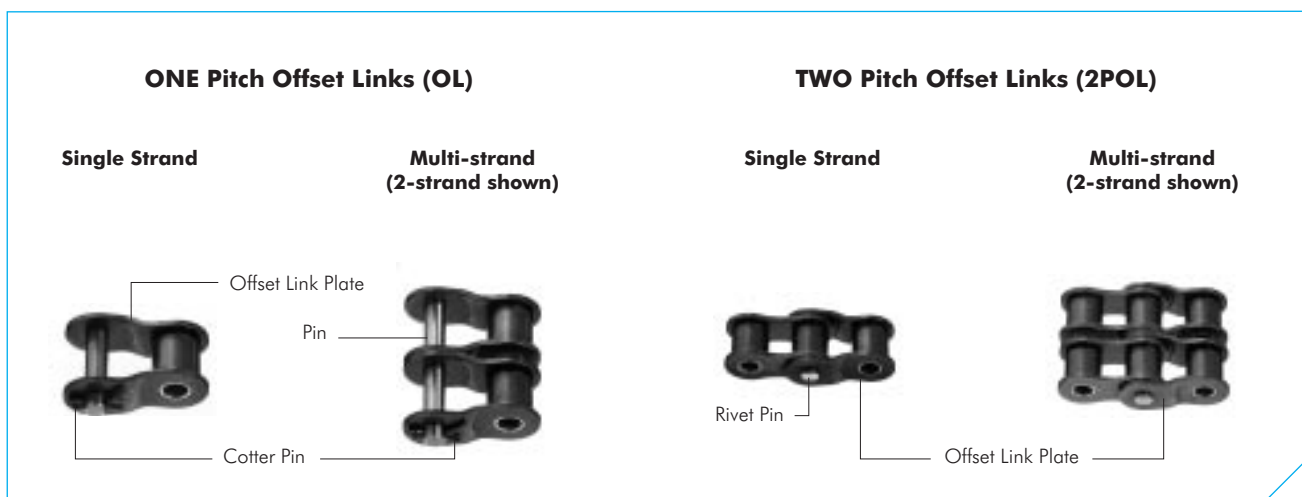 ONE Pitch Offset Links (OL)
TWO Pitch Offset Links (2POL)
Single Strand
Multi-strand
(2-strand shown)
Single Strand
Multi-strand
(2-strand shown)
Offset Link Plate
Pin
Rivet Pin
Cotter Pin
Offset Link Plate